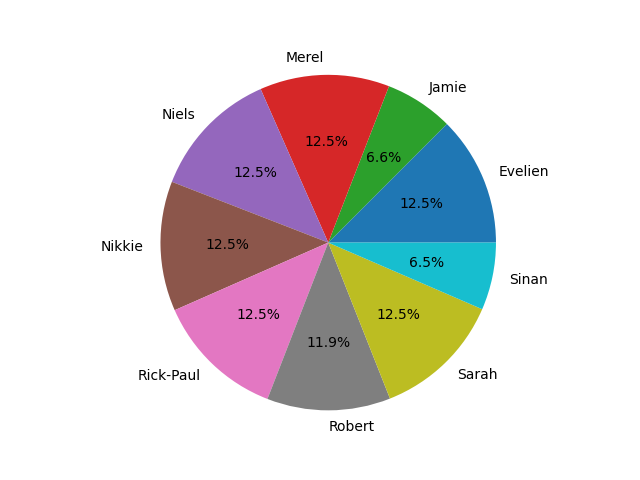 Merel
Jamie
Niels
12.5%
6.6%
Evelien
12.5%
12.5%
Nikkie
12.5%
6.5%
Sinan
12.5%
12.5%
11.9%
Rick-Paul
Sarah
Robert